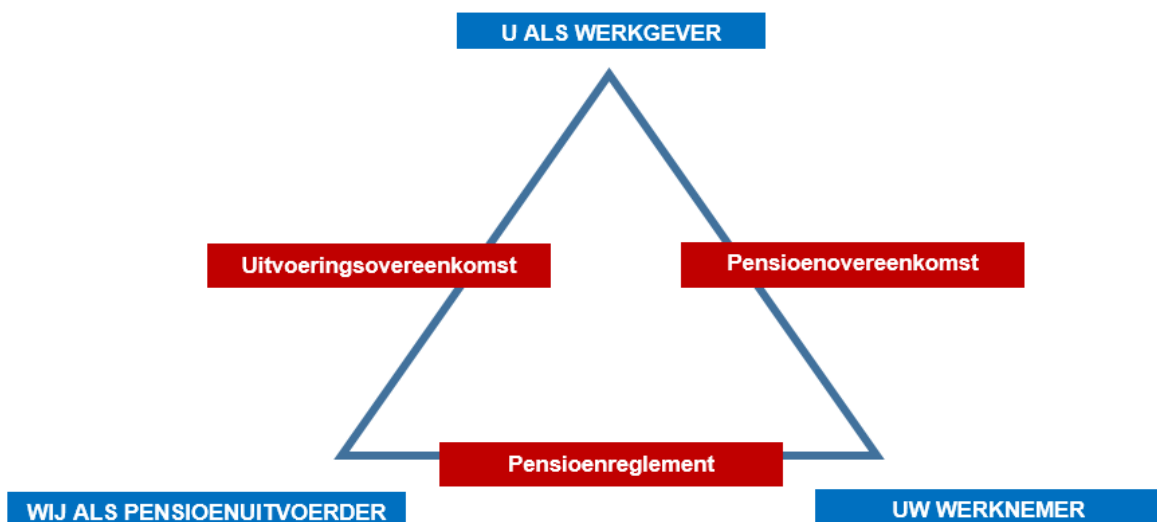 U ALS WERKGEVER
Uitvoeringsovereenkomst
Pensioenovereenkomst
Pensioenreglement
WIJ ALS PENSIOENUITVOERDER
UW WERKNEMER